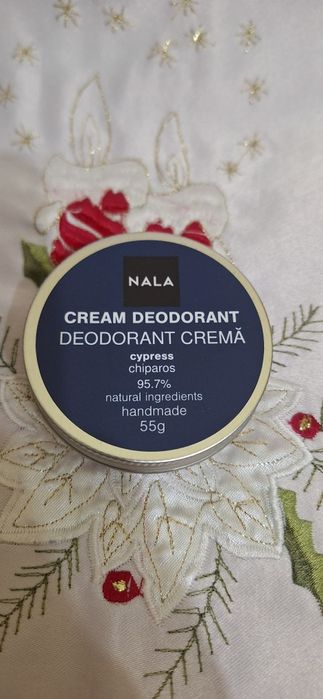 NALA
CREAM DEODORANT
DEODORANT CREMĂ
cypress
chiparos
95.7%
natural ingredients
handmade
55g